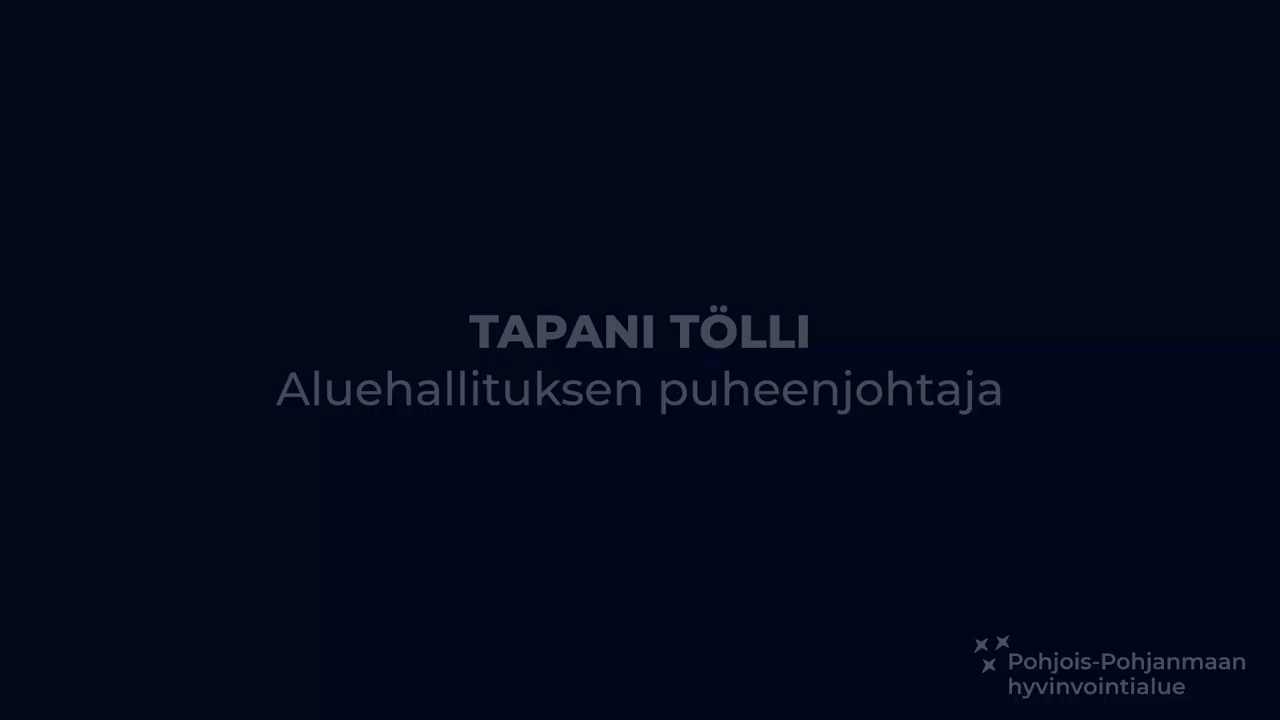 TAPANI TÖLLI
Aluehallituksen puheenjohtaja
Pohjois-Pohjanmaan
hyvinvointialue